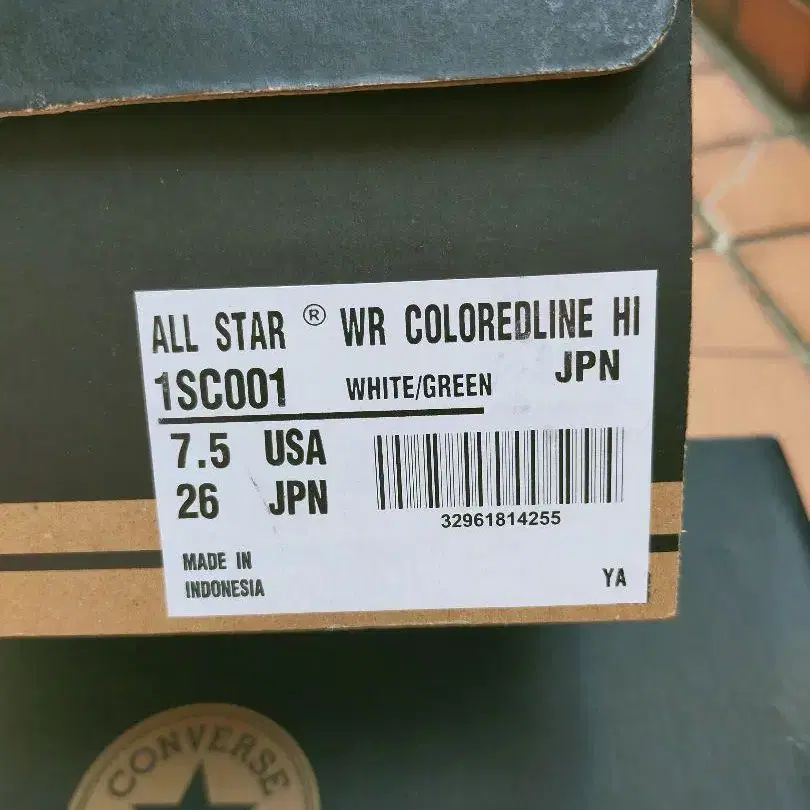 ALL STAR ® WR COLOREDLINE HI
1SC001 WHITE/GREEN JPN
7.5 USA
26 JPN
32961814255
MADE IN
INDONESIA
YA
CONVERSE